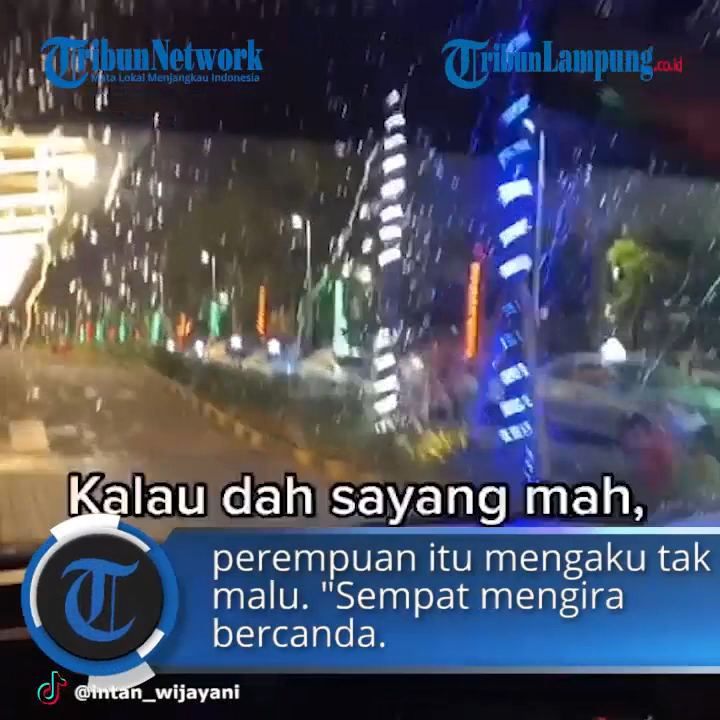 TribunNetwork
Mata Lokal Menjangkau Indonesia
TribunLampung.co.id
Kalau dah sayang mah,
perempuan itu mengaku tak
malu. "Sempat mengira
bercanda.
@intan_wijayani